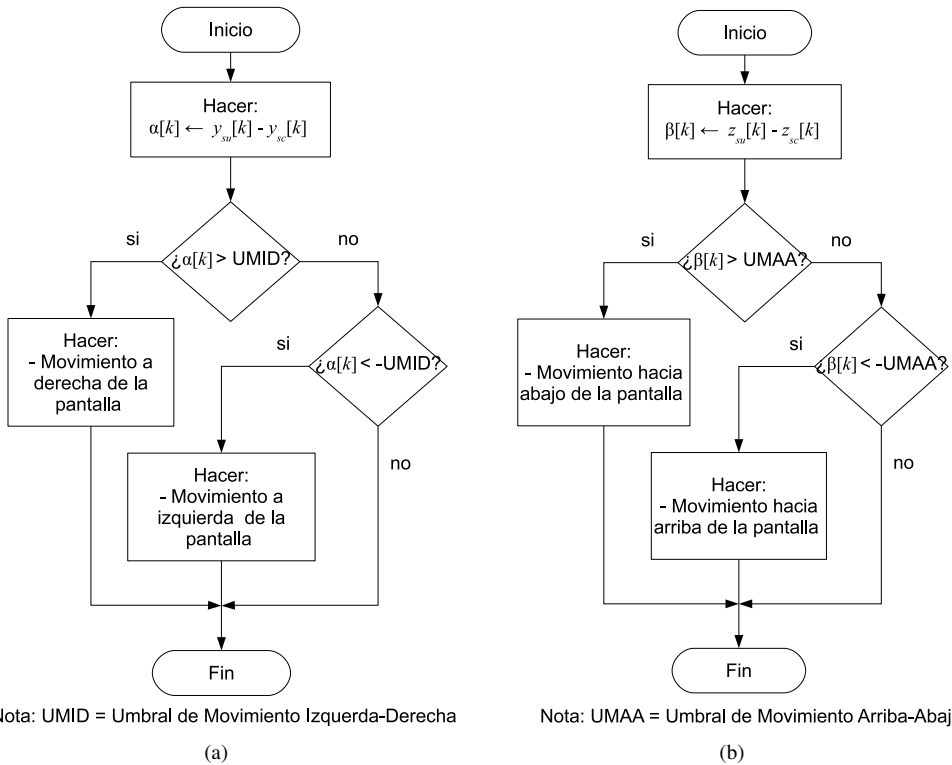 Inicio
Hacer:
α[k] ← y_su[k] - y_sc[k]
si
no
¿α[k] > UMID?
Hacer:
- Movimiento a
derecha de la
pantalla
si
¿α[k] < -UMID?
no
Hacer:
- Movimiento a
izquierda de la
pantalla
Fin
Nota: UMID = Umbral de Movimiento Izquerda-Derecha
(a)
Inicio
Hacer:
β[k] ← z_su[k] - z_sc[k]
si
no
¿β[k] > UMAA?
Hacer:
- Movimiento hacia
abajo de la pantalla
si
¿β[k] < -UMAA?
no
Hacer:
- Movimiento hacia
arriba de la pantalla
Fin
Nota: UMAA = Umbral de Movimiento Arriba-Abaj
(b)